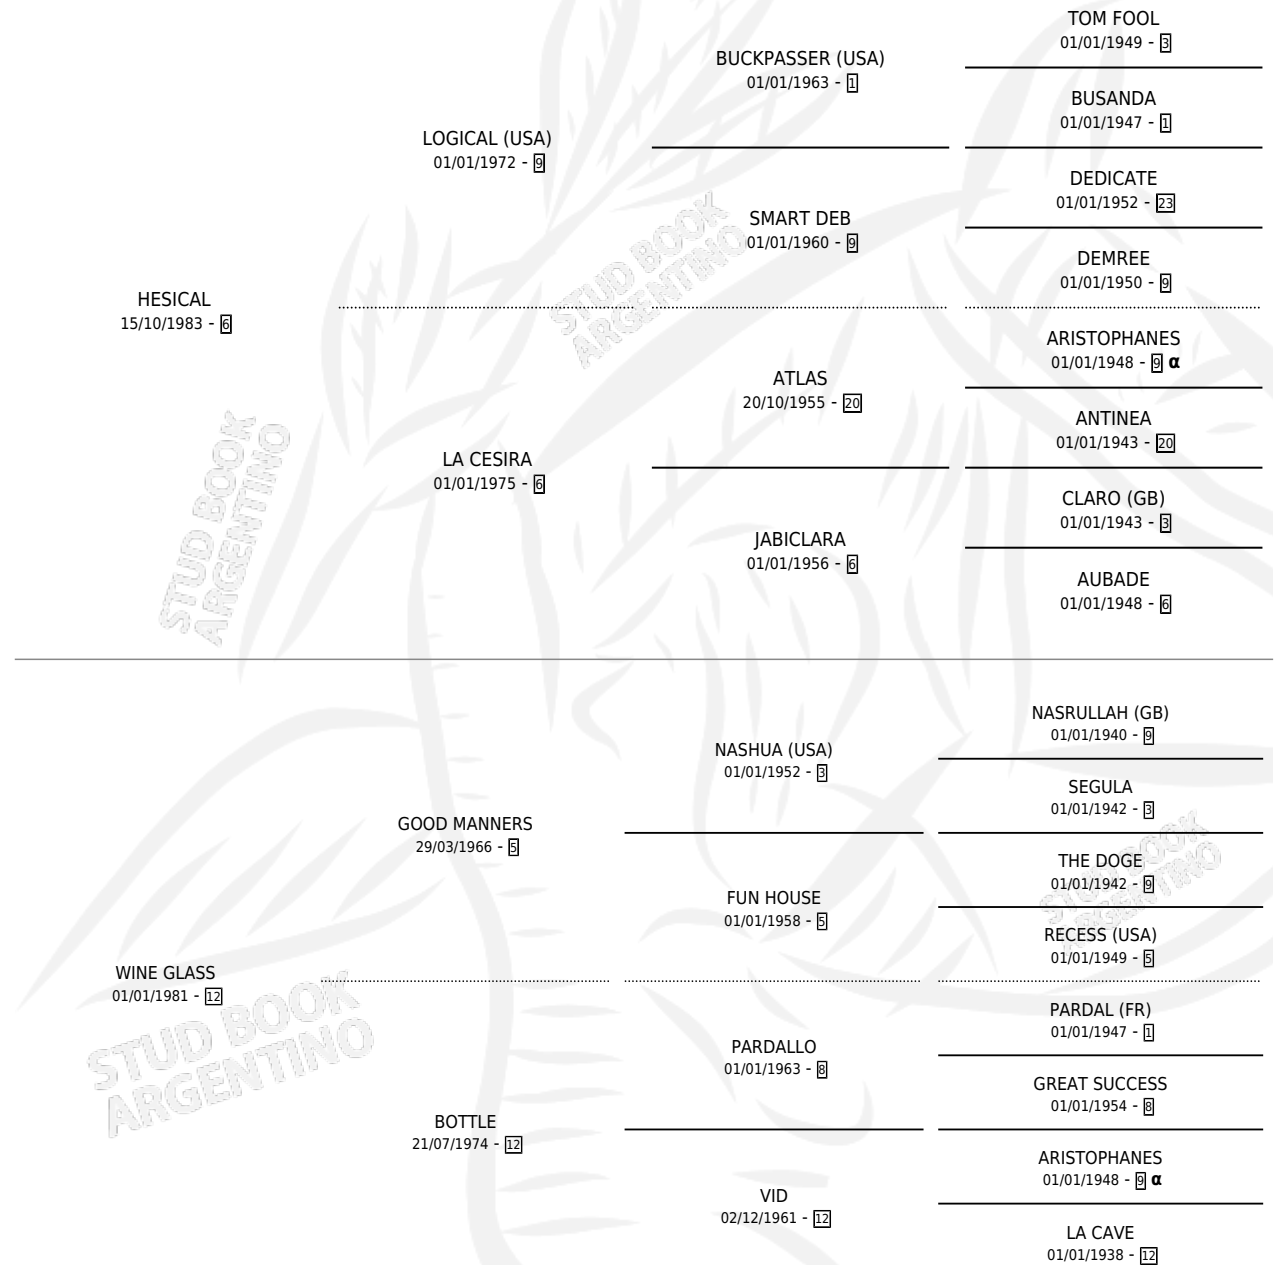 TOM FOOL
01/01/1949 - 3
BUCKPASSER (USA)
01/01/1963 - 1
BUSANDA
01/01/1947 - 1
LOGICAL (USA)
01/01/1972 - 9
DEDICATE
01/01/1952 - 23
SMART DEB
01/01/1960 - 9
DEMREE
01/01/1950 - 9
HESICAL
15/10/1983 - 6
ARISTOPHANES
01/01/1948 - 9 α
ATLAS
20/10/1955 - 20
ANTINEA
01/01/1943 - 20
LA CESIRA
01/01/1975 - 6
CLARO (GB)
01/01/1943 - 3
JABICLARA
01/01/1956 - 6
AUBADE
01/01/1948 - 6
NASRULLAH (GB)
01/01/1940 - 9
NASHUA (USA)
01/01/1952 - 3
SEGULA
01/01/1942 - 3
GOOD MANNERS
29/03/1966 - 5
THE DOGE
01/01/1942 - 9
FUN HOUSE
01/01/1958 - 5
RECESS (USA)
01/01/1949 - 5
WINE GLASS
01/01/1981 - 12
PARDAL (FR)
01/01/1947 - 1
PARDALLO
01/01/1963 - 8
GREAT SUCCESS
01/01/1954 - 8
BOTTLE
21/07/1974 - 12
ARISTOPHANES
01/01/1948 - 9 α
VID
02/12/1961 - 12
LA CAVE
01/01/1938 - 12
STUD BOOK
ARGENTINO
STUD BOOK
ARGENTINO
STUD BOOK
ARGENTINO
STUD BOOK
ARGENTINO